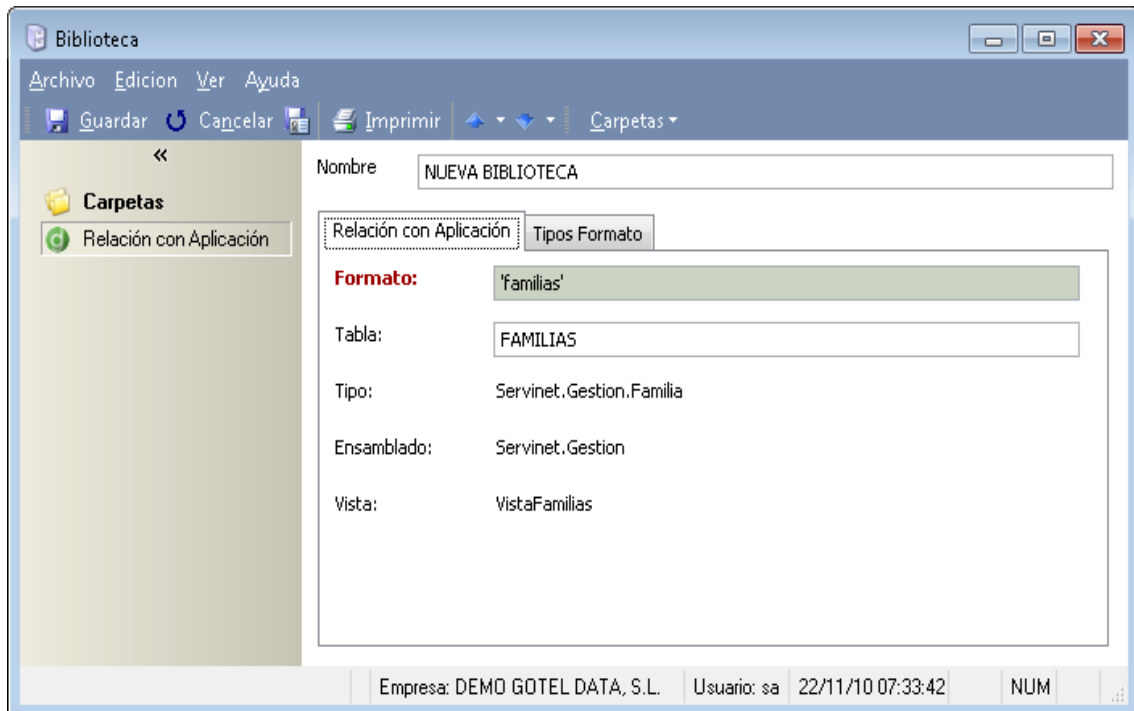 Biblioteca
Archivo Edicion Ver Ayuda
Guardar Cancelar Imprimir Carpetas
«
Carpetas
Relación con Aplicación
Nombre NUEVA BIBLIOTECA
Relación con Aplicación Tipos Formato
Formato: 'familias'
Tabla: FAMILIAS
Tipo: Servinet.Gestion.Familia
Ensamblado: Servinet.Gestion
Vista: VistaFamilias
Empresa: DEMO GOTEL DATA, S.L. Usuario: sa 22/11/10 07:33:42 NUM